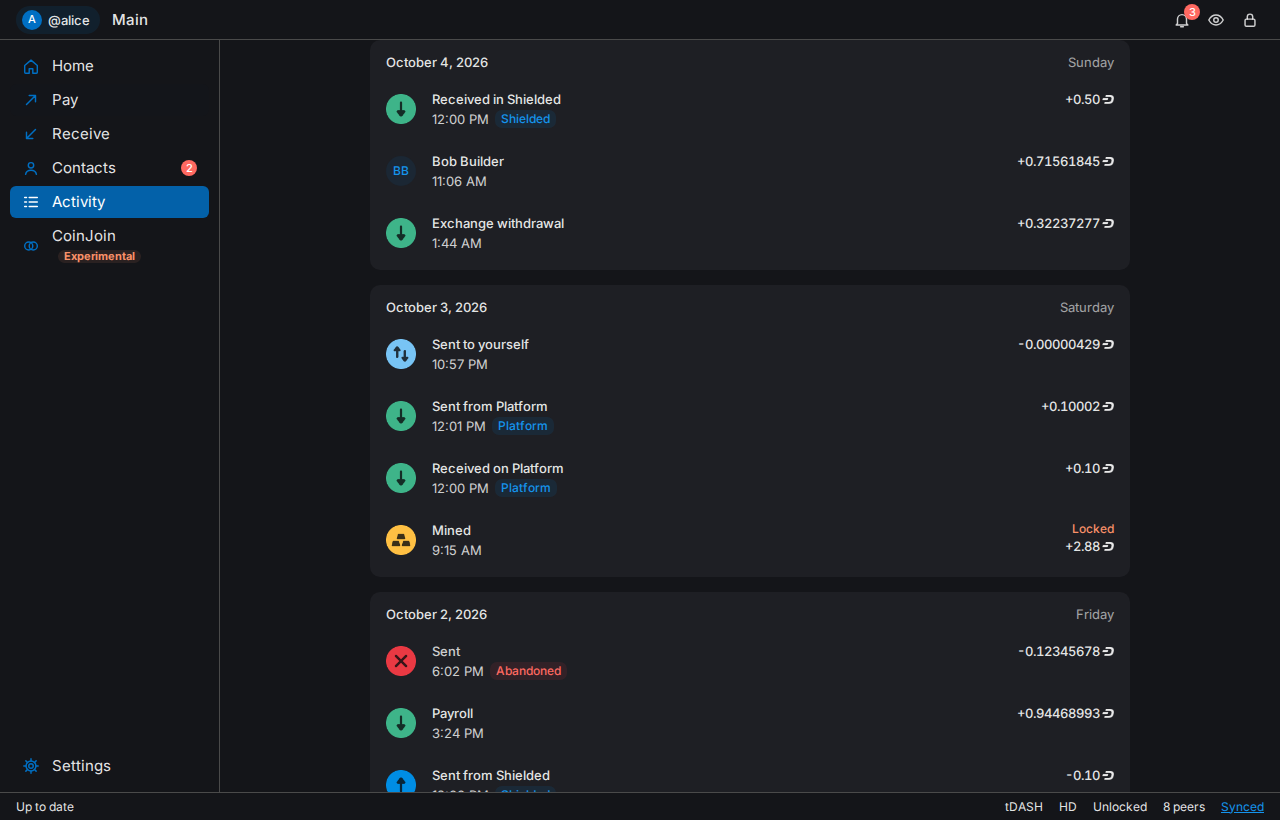 A @alice Main 3
Home
Pay
Receive
Contacts 2
Activity
CoinJoin
Experimental
Settings
October 4, 2026 Sunday
Received in Shielded +0.50
12:00 PM Shielded
BB Bob Builder +0.71561845
11:06 AM
Exchange withdrawal +0.32237277
1:44 AM
October 3, 2026 Saturday
Sent to yourself -0.00000429
10:57 PM
Sent from Platform +0.10002
12:01 PM Platform
Received on Platform +0.10
12:00 PM Platform
Mined Locked
9:15 AM +2.88
October 2, 2026 Friday
Sent -0.12345678
6:02 PM Abandoned
Payroll +0.94468993
3:24 PM
Sent from Shielded -0.10
Up to date tDASH HD Unlocked 8 peers Synced